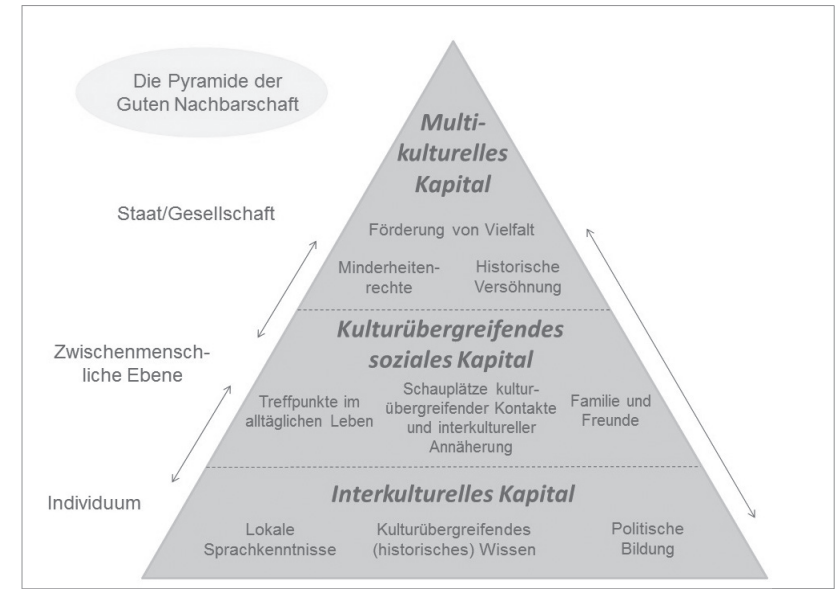 Die Pyramide der
Guten Nachbarschaft
Multi-
kulturelles
Kapital
Staat/Gesellschaft
Förderung von Vielfalt
Minderheiten-
rechte
Historische
Versöhnung
Zwischenmensch-
liche Ebene
Kulturübergreifendes
soziales Kapital
Treffpunkte im
alltäglichen Leben
Schauplätze kultur-
übergreifender Kontakte
und interkultureller
Annäherung
Familie und
Freunde
Individuum
Interkulturelles Kapital
Lokale
Sprachkenntnisse
Kulturübergreifendes
(historisches) Wissen
Politische
Bildung